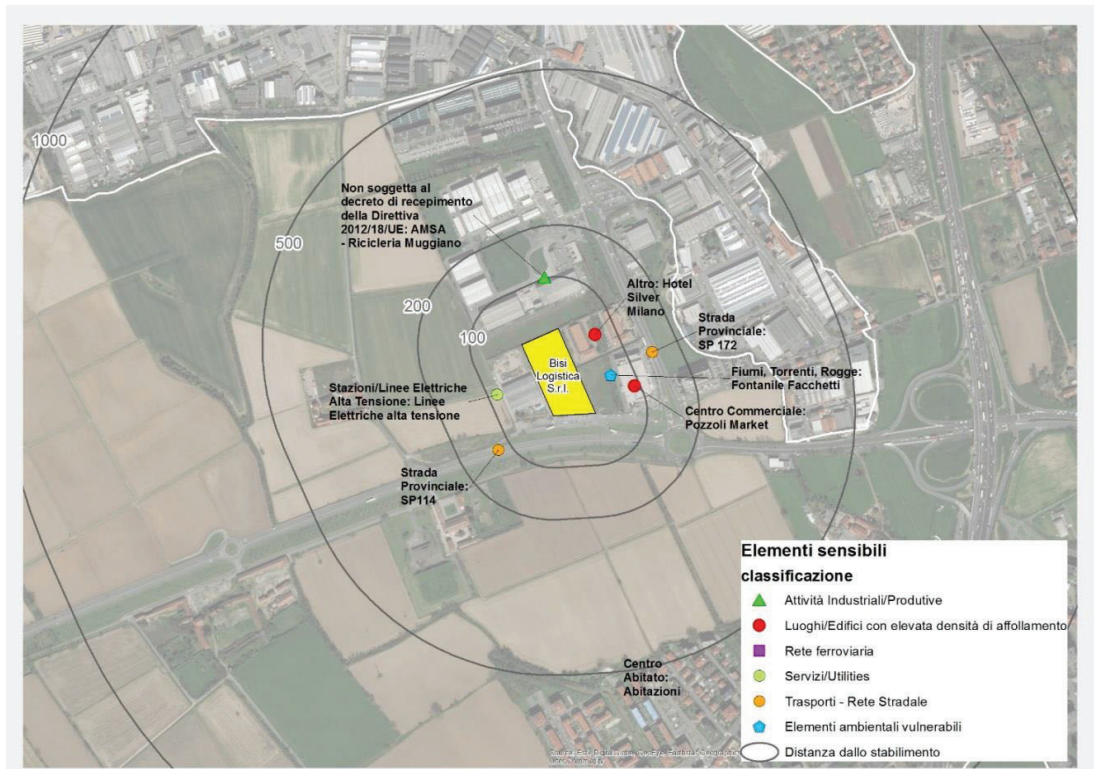 1000
Non soggetta al
decreto di recepimento
della Direttiva
2012/18/UE: AMSA
- Ricicleria Muggiano
500
200
100
Altro: Hotel
Silver
Milano
Strada
Provinciale:
SP 172
Bisi
Logistica
S.r.l.
Fiumi, Torrenti, Rogge:
Fontanile Facchetti
Stazioni/Linee Elettriche
Alta Tensione: Linee
Elettriche alta tensione
Centro Commerciale:
Pozzoli Market
Strada
Provinciale:
SP114
Centro
Abitato:
Abitazioni
Elementi sensibili
classificazione
Attività Industriali/Produtive
Luoghi/Edifici con elevata densità di affollamento
Rete ferroviaria
Servizi/Utilities
Trasporti - Rete Stradale
Elementi ambientali vulnerabili
Distanza dallo stabilimento